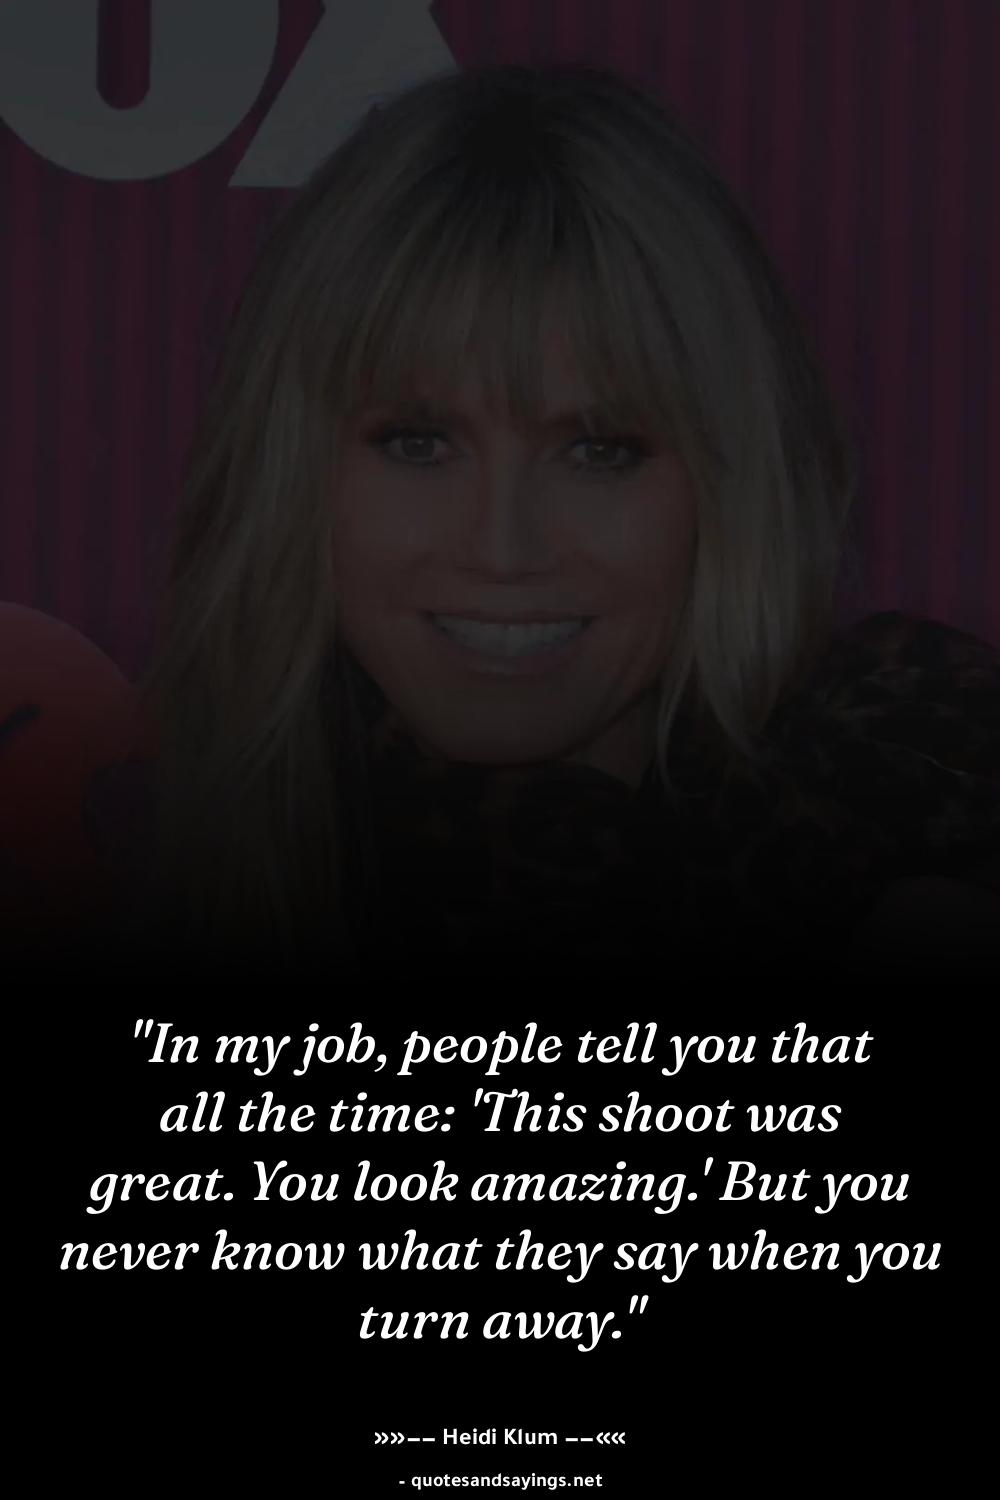 OX
"In my job, people tell you that
all the time: 'This shoot was
great. You look amazing.' But you
never know what they say when you
turn away."
»»–– Heidi Klum ––««
- quotesandsayings.net